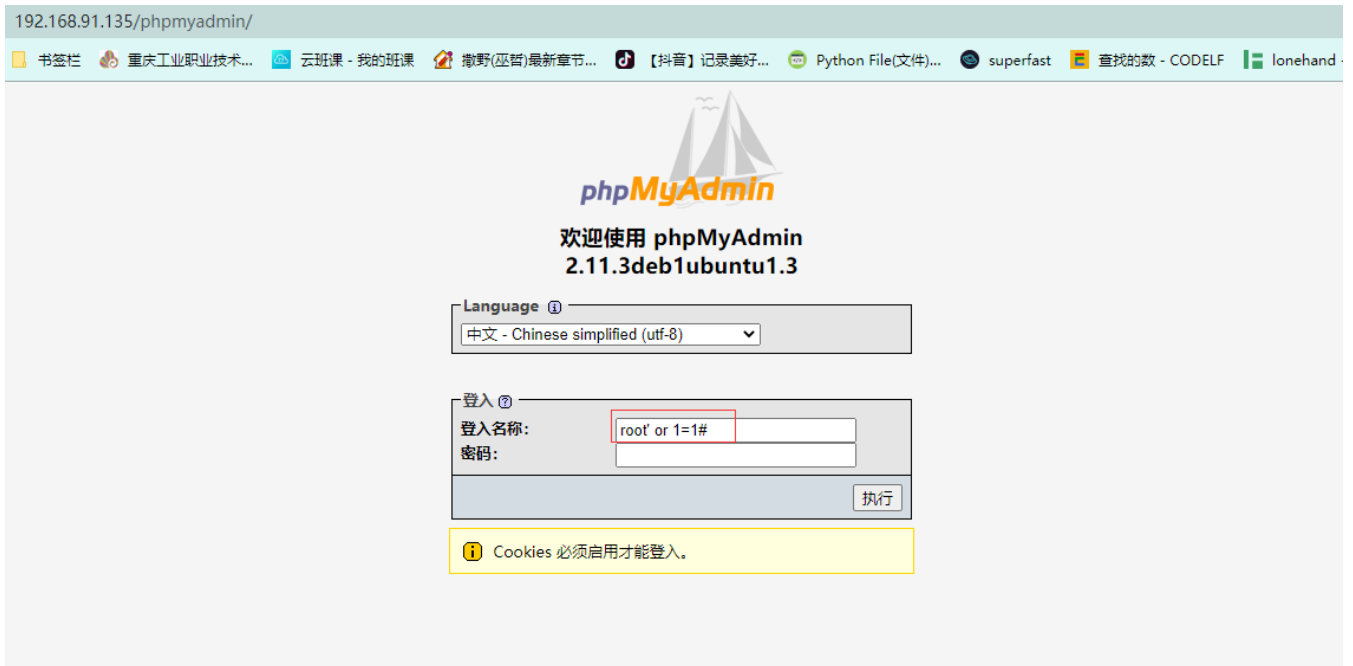 192.168.91.135/phpmyadmin/
书签栏 重庆工业职业技术... 云班课 - 我的班课 撒野(巫哲)最新章节... 【抖音】记录美好... Python File(文件)... superfast 查找的数 - CODELF lonehand
phpMyAdmin
欢迎使用 phpMyAdmin
2.11.3deb1ubuntu1.3
Language
中文 - Chinese simplified (utf-8)
登入
登入名称: root' or 1=1#
密码:
执行
Cookies 必须启用才能登入。